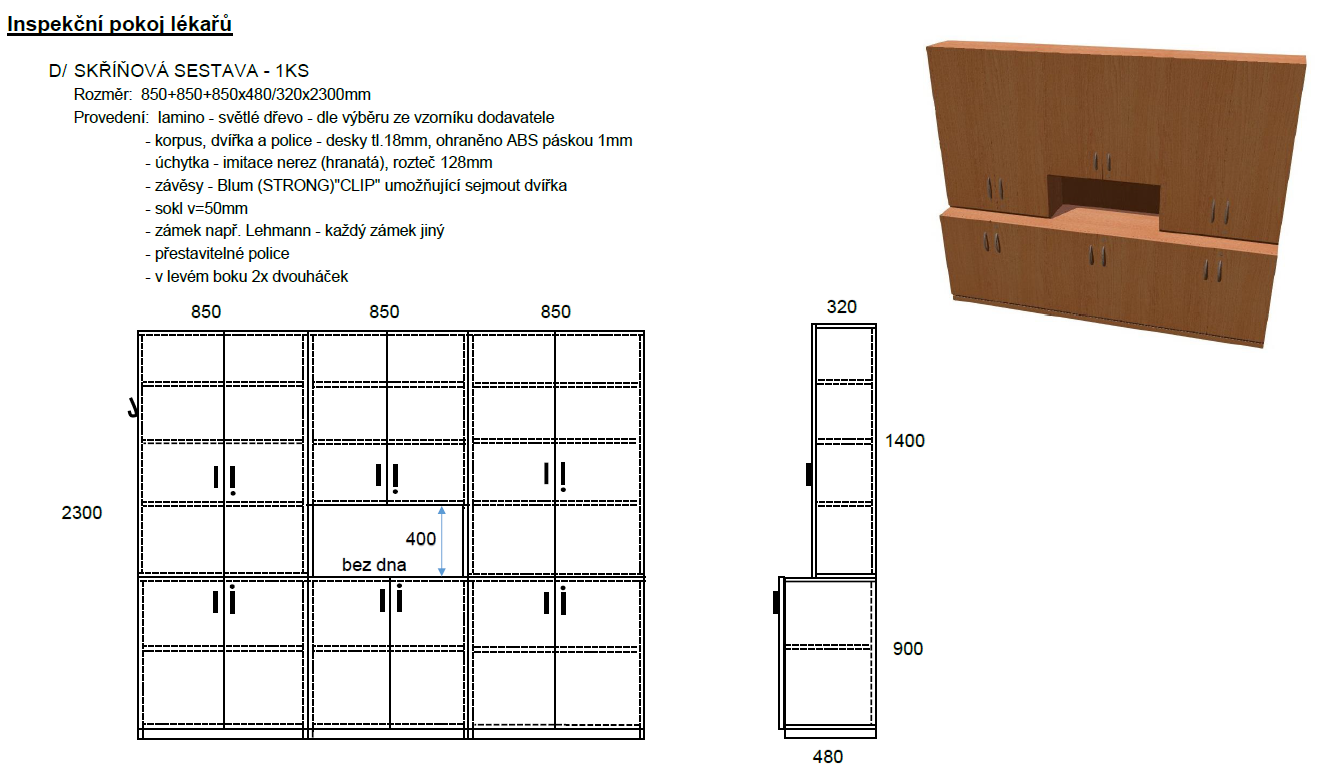 Inspekční pokoj lékařů
D/ SKŘÍŇOVÁ SESTAVA - 1KS
Rozměr: 850+850+850x480/320x2300mm
Provedení: lamino - světlé dřevo - dle výběru ze vzorníku dodavatele
- korpus, dvířka a police - desky tl.18mm, ohraněno ABS páskou 1mm
- úchytka - imitace nerez (hranatá), rozteč 128mm
- závěsy - Blum (STRONG)"CLIP" umožňující sejmout dvířka
- sokl v=50mm
- zámek např. Lehmann - každý zámek jiný
- přestavitelné police
- v levém boku 2x dvouháček
850 850 850
320
1400
2300
400
bez dna
900
480